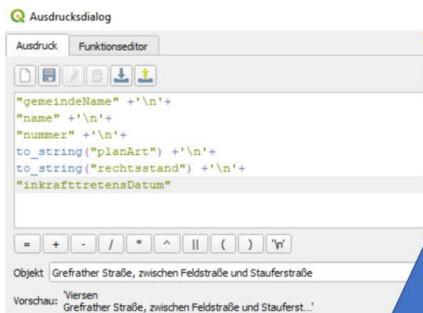 Ausdrucksdialog
Ausdruck Funktionseditor
"gemeindeName" +'\n'+
"name" +'\n'+
"nummer" +'\n'+
to_string("planArt") +'\n'+
to_string("rechtsstand") +'\n'+
"inkrafttretensDatum"
= + - / * ^ || ( ) '\n'
Objekt Grefrather Straße, zwischen Feldstraße und Stauferstraße
Vorschau: 'Viersen
Grefrather Straße, zwischen Feldstraße und Stauferst...'